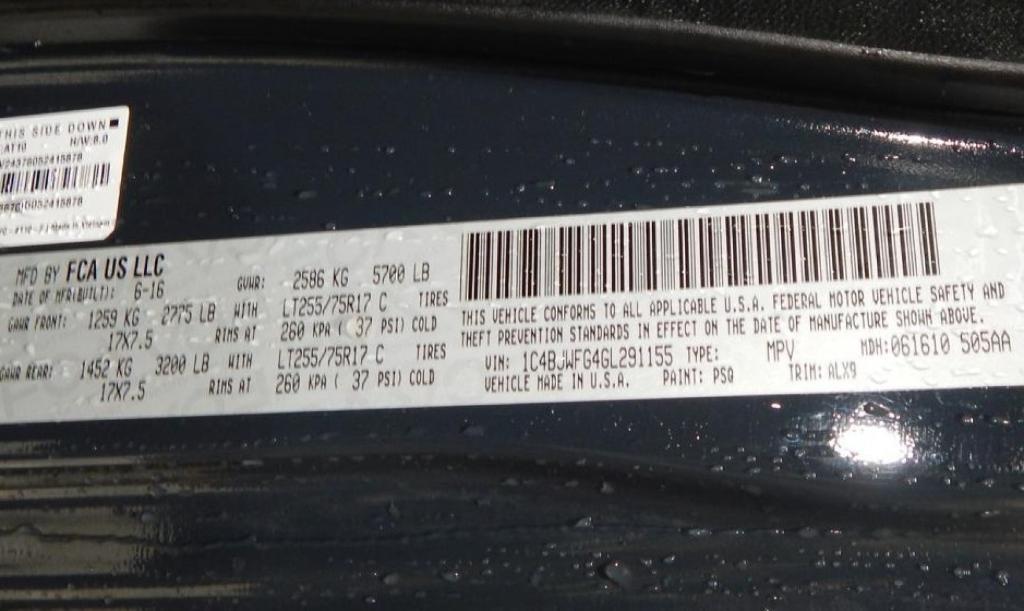 THIS SIDE DOWN
AT10 H/W:8.0
Made in Vietnam
MFD BY FCA US LLC
DATE OF MFR(BUILT): 6-16
GVWR: 2586 KG 5700 LB
GAWR FRONT: 1259 KG 2775 LB WITH LT255/75R17 C TIRES
17X7.5 RIMS AT 260 KPA ( 37 PSI) COLD
GAWR REAR: 1452 KG 3200 LB WITH LT255/75R17 C TIRES
17X7.5 RIMS AT 260 KPA ( 37 PSI) COLD
THIS VEHICLE CONFORMS TO ALL APPLICABLE U.S.A. FEDERAL MOTOR VEHICLE SAFETY AND
THEFT PREVENTION STANDARDS IN EFFECT ON THE DATE OF MANUFACTURE SHOWN ABOVE.
VIN: 1C4BJWFG4GL291155 TYPE: MPV MDH:061610 505AA
VEHICLE MADE IN U.S.A. PAINT: PSQ TRIM: ALX9